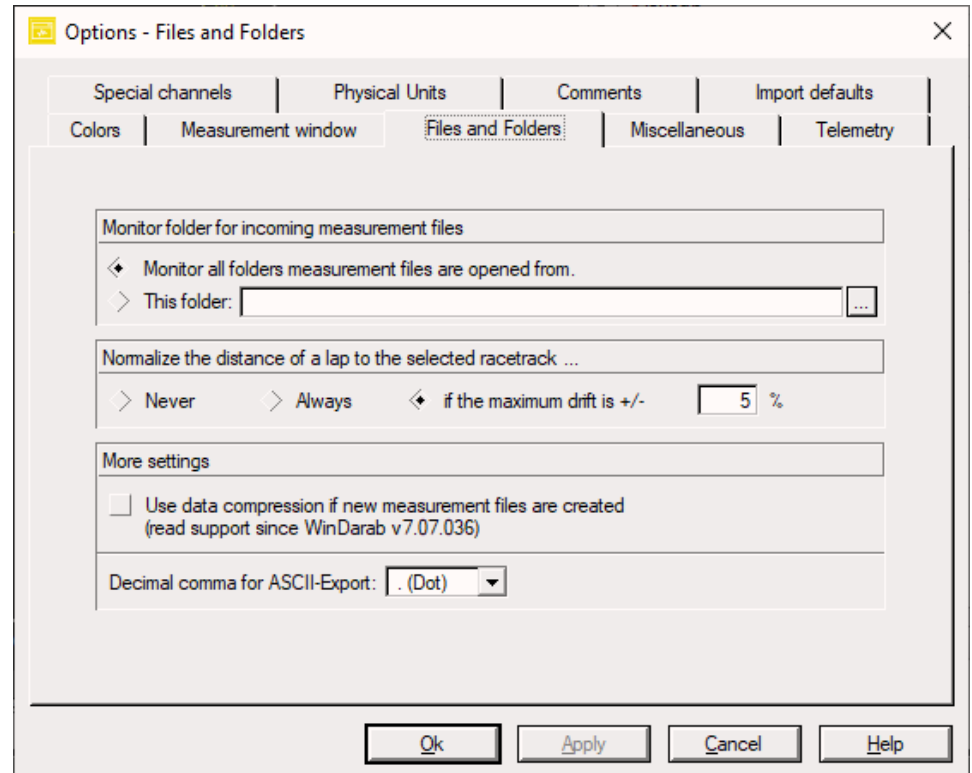 Options - Files and Folders
Special channels
Physical Units
Comments
Import defaults
Colors
Measurement window
Files and Folders
Miscellaneous
Telemetry
Monitor folder for incoming measurement files
Monitor all folders measurement files are opened from.
This folder:
...
Normalize the distance of a lap to the selected racetrack ...
Never
Always
if the maximum drift is +/-
5
%
More settings
Use data compression if new measurement files are created
(read support since WinDarab v7.07.036)
Decimal comma for ASCII-Export:
. (Dot)
Ok
Apply
Cancel
Help